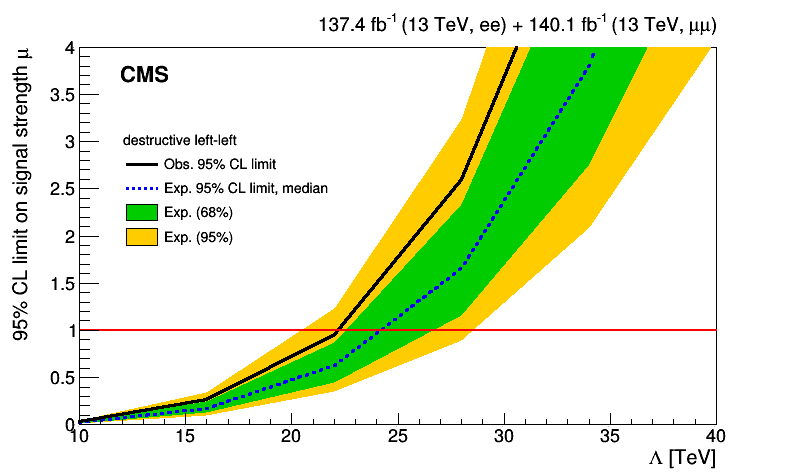 137.4 fb⁻¹ (13 TeV, ee) + 140.1 fb⁻¹ (13 TeV, μμ)
CMS
destructive left-left
Obs. 95% CL limit
Exp. 95% CL limit, median
Exp. (68%)
Exp. (95%)
95% CL limit on signal strength μ
4
3.5
3
2.5
2
1.5
1
0.5
0
10 15 20 25 30 35 40
Λ [TeV]